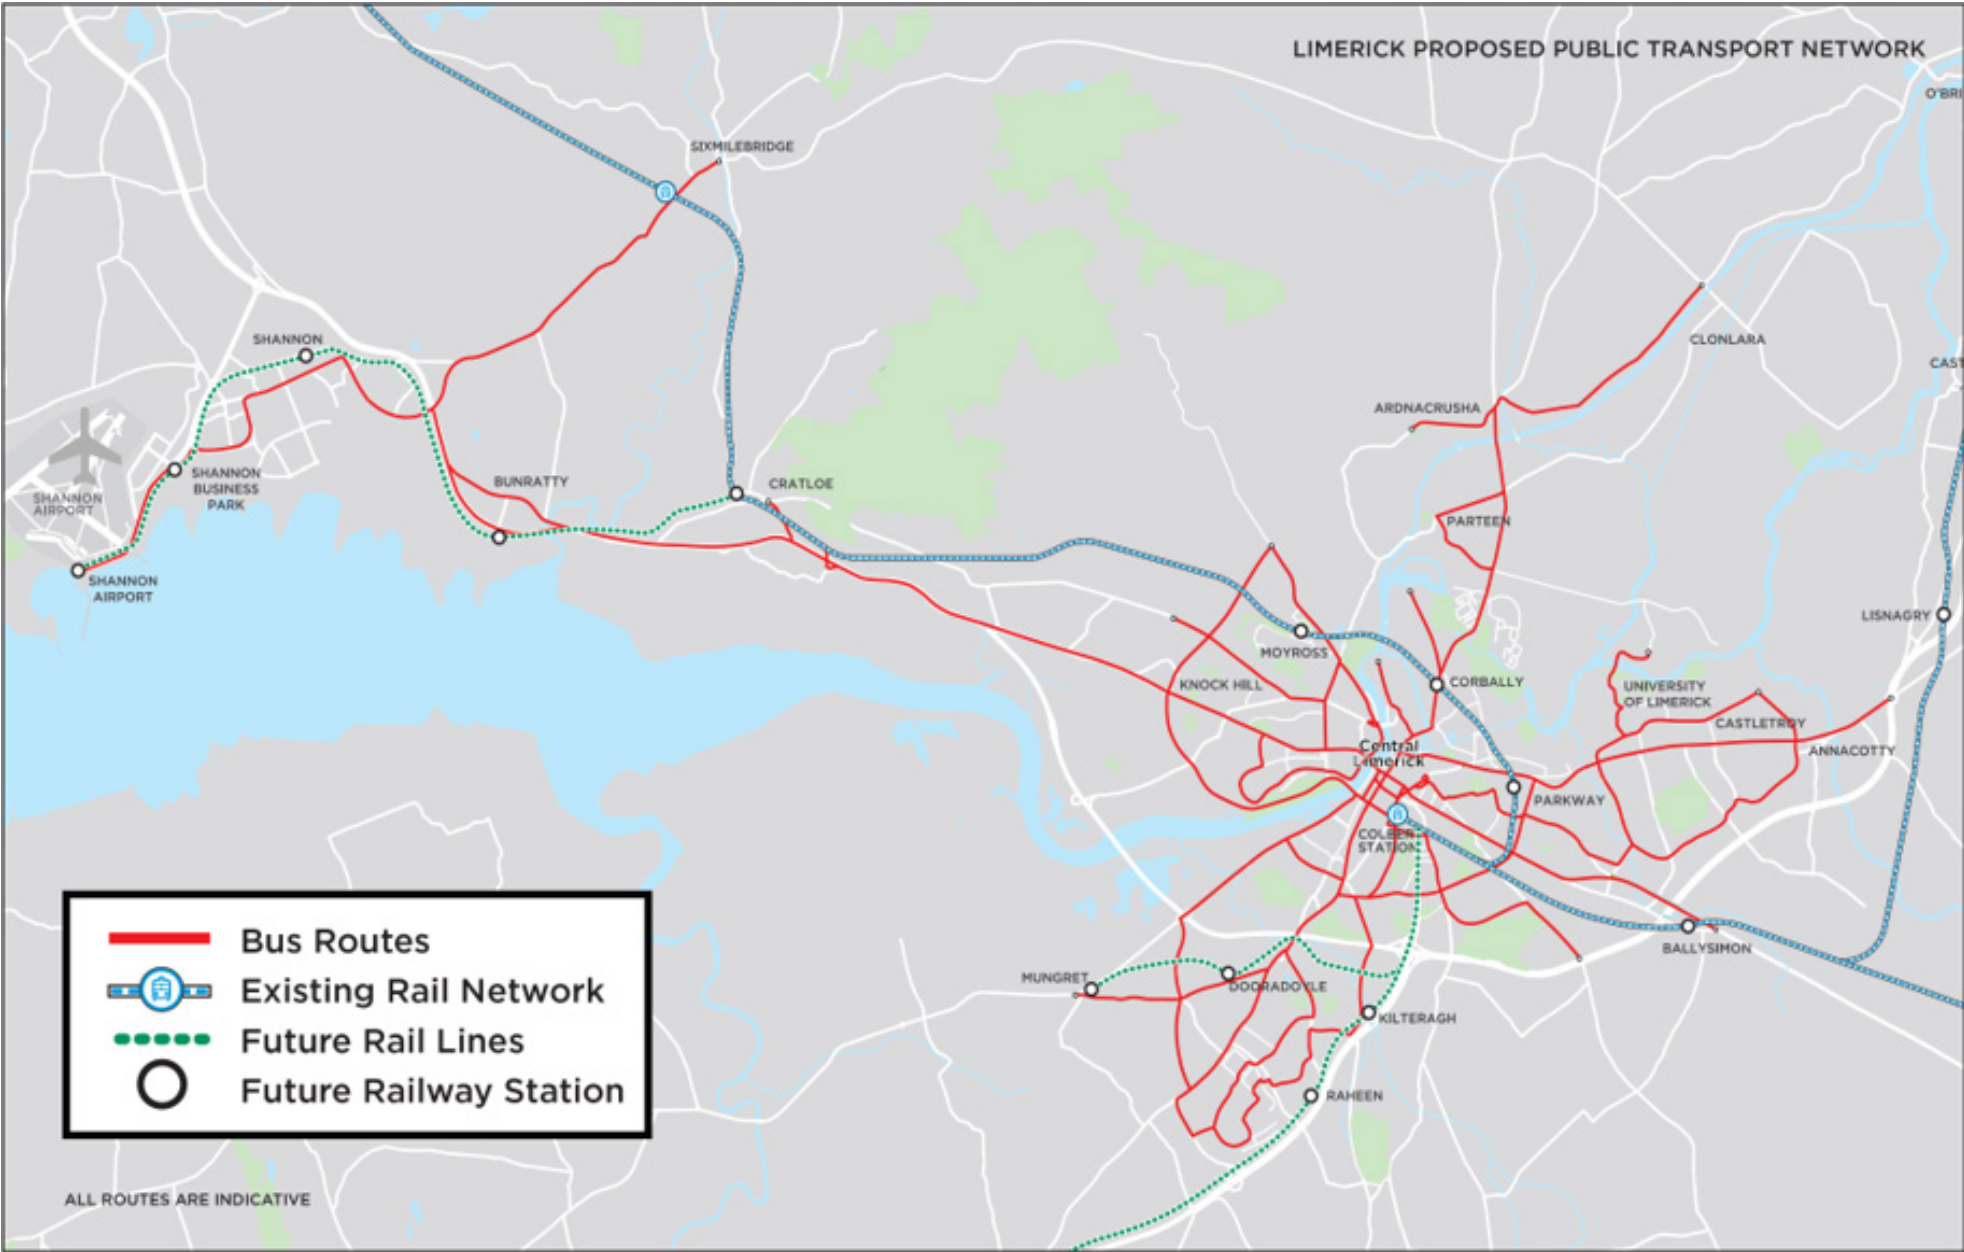 LIMERICK PROPOSED PUBLIC TRANSPORT NETWORK
O'BRI
SIXMILEBRIDGE
SHANNON
CLONLARA
CAST
ARDNACRUSHA
SHANNON
BUSINESS
PARK
BUNRATTY
CRATLOE
SHANNON
AIRPORT
PARTEEN
SHANNON
AIRPORT
LISNAGRY
MOYROSS
KNOCK HILL
CORBALLY
UNIVERSITY
OF LIMERICK
CASTLETROY
ANNACOTTY
Central
Limerick
PARKWAY
COLBERT
STATION
BALLYSIMON
MUNGRET
DOORADOYLE
KILTERAGH
RAHEEN
Bus Routes
Existing Rail Network
Future Rail Lines
Future Railway Station
ALL ROUTES ARE INDICATIVE